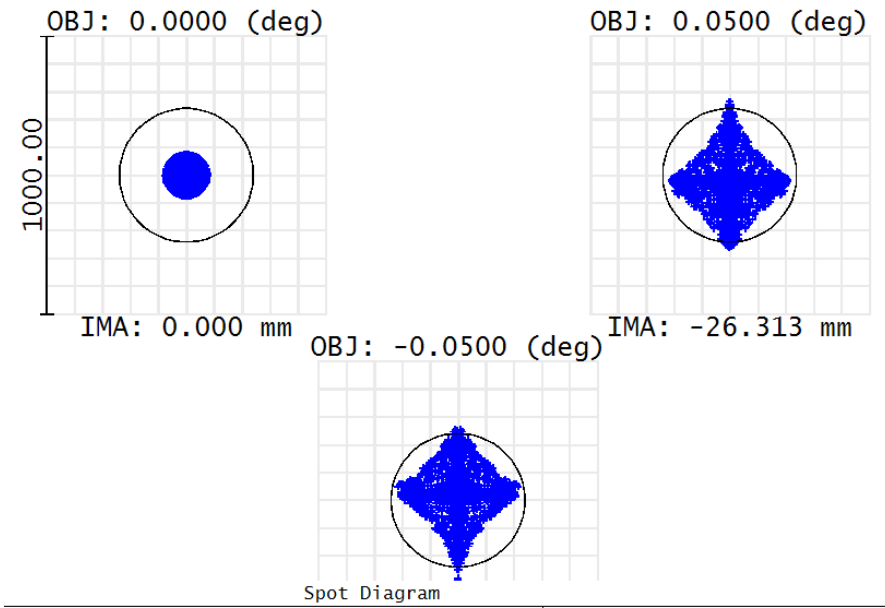 OBJ: 0.0000 (deg)
OBJ: 0.0500 (deg)
1000.00
IMA: 0.000 mm
IMA: -26.313 mm
OBJ: -0.0500 (deg)
Spot Diagram